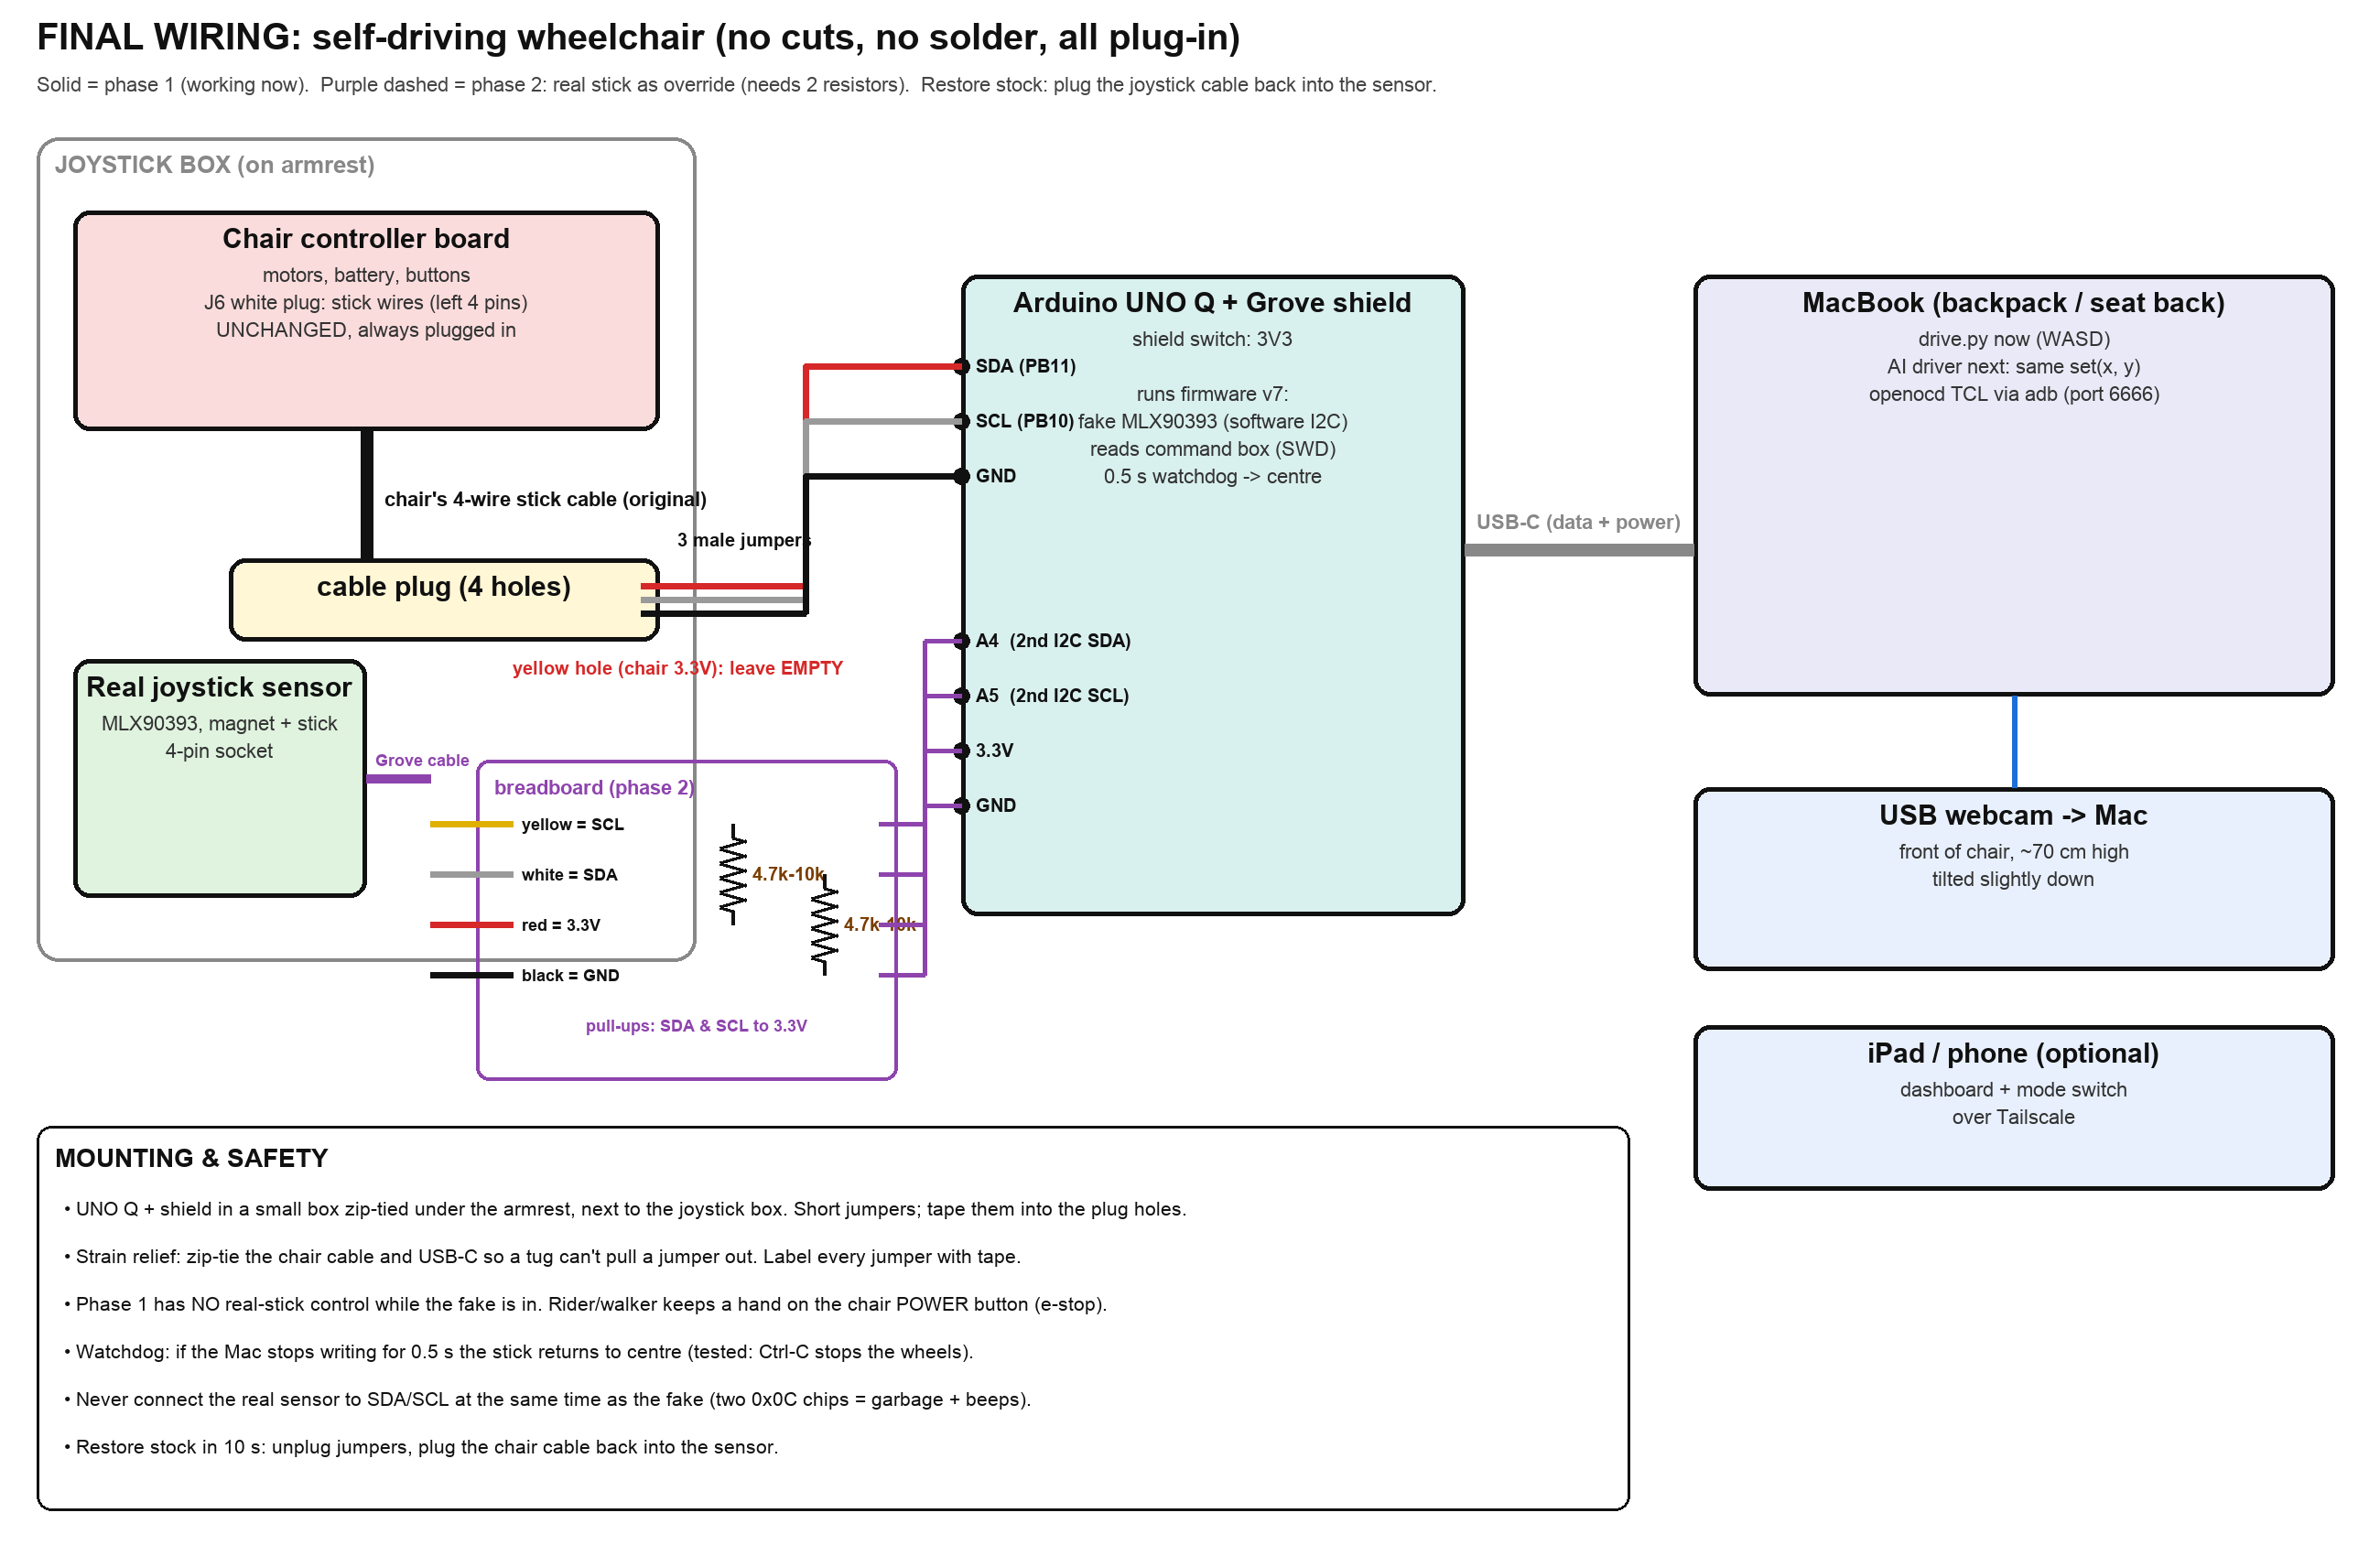 FINAL WIRING: self-driving wheelchair (no cuts, no solder, all plug-in)
Solid = phase 1 (working now).  Purple dashed = phase 2: real stick as override (needs 2 resistors).  Restore stock: plug the joystick cable back into the sensor.
JOYSTICK BOX (on armrest)
Chair controller board
motors, battery, buttons
J6 white plug: stick wires (left 4 pins)
UNCHANGED, always plugged in
chair's 4-wire stick cable (original)
3 male jumpers
cable plug (4 holes)
yellow hole (chair 3.3V): leave EMPTY
Real joystick sensor
MLX90393, magnet + stick
4-pin socket
Grove cable
breadboard (phase 2)
yellow = SCL
white = SDA
red = 3.3V
black = GND
4.7k-10k
4.7k-10k
pull-ups: SDA & SCL to 3.3V
Arduino UNO Q + Grove shield
shield switch: 3V3
SDA (PB11)
runs firmware v7:
SCL (PB10) fake MLX90393 (software I2C)
reads command box (SWD)
GND 0.5 s watchdog -> centre
A4  (2nd I2C SDA)
A5  (2nd I2C SCL)
3.3V
GND
USB-C (data + power)
MacBook (backpack / seat back)
drive.py now (WASD)
AI driver next: same set(x, y)
openocd TCL via adb (port 6666)
USB webcam -> Mac
front of chair, ~70 cm high
tilted slightly down
iPad / phone (optional)
dashboard + mode switch
over Tailscale
MOUNTING & SAFETY
• UNO Q + shield in a small box zip-tied under the armrest, next to the joystick box. Short jumpers; tape them into the plug holes.
• Strain relief: zip-tie the chair cable and USB-C so a tug can't pull a jumper out. Label every jumper with tape.
• Phase 1 has NO real-stick control while the fake is in. Rider/walker keeps a hand on the chair POWER button (e-stop).
• Watchdog: if the Mac stops writing for 0.5 s the stick returns to centre (tested: Ctrl-C stops the wheels).
• Never connect the real sensor to SDA/SCL at the same time as the fake (two 0x0C chips = garbage + beeps).
• Restore stock in 10 s: unplug jumpers, plug the chair cable back into the sensor.